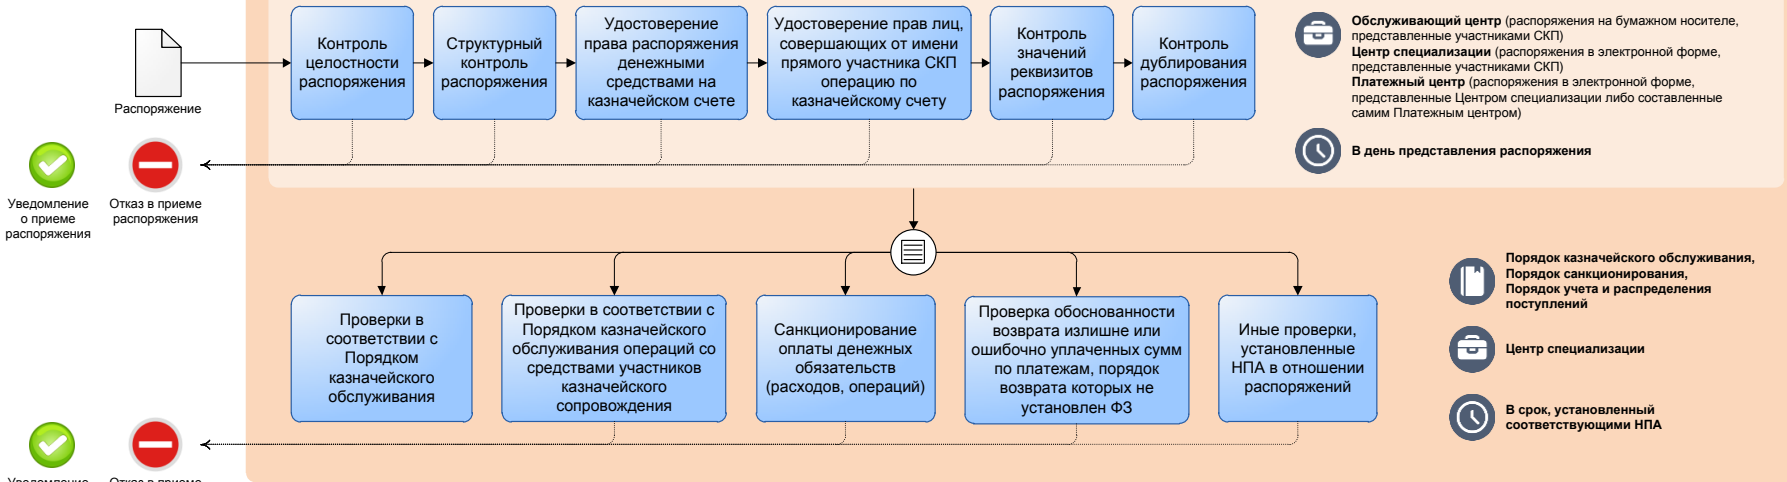 Контроль
целостности
распоряжения
Структурный
контроль
распоряжения
Удостоверение
права распоряжения
денежными
средствами на
казначейском счете
Удостоверение прав лиц,
совершающих от имени
прямого участника СКП
операцию по
казначейскому счету
Контроль
значений
реквизитов
распоряжения
Контроль
дублирования
распоряжения
Обслуживающий центр (распоряжения на бумажном носителе,
представленные участниками СКП)
Центр специализации (распоряжения в электронной форме,
представленные участниками СКП)
Платежный центр (распоряжения в электронной форме,
представленные Центром специализации либо составленные
самим Платежным центром)
Распоряжение
В день представления распоряжения
Уведомление
о приеме
распоряжения
Отказ в приеме
распоряжения
Порядок казначейского обслуживания,
Порядок санкционирования,
Порядок учета и распределения
поступлений
Проверки в
соответствии с
Порядком
казначейского
обслуживания
Проверки в соответствии с
Порядком казначейского
обслуживания операций со
средствами участников
казначейского
сопровождения
Санкционирование
оплаты денежных
обязательств
(расходов, операций)
Проверка обоснованности
возврата излишне или
ошибочно уплаченных сумм
по платежам, порядок
возврата которых не
установлен ФЗ
Иные проверки,
установленные
НПА в отношении
распоряжений
Центр специализации
В срок, установленный
соответствующими НПА
Уведомление
Отказ в приеме